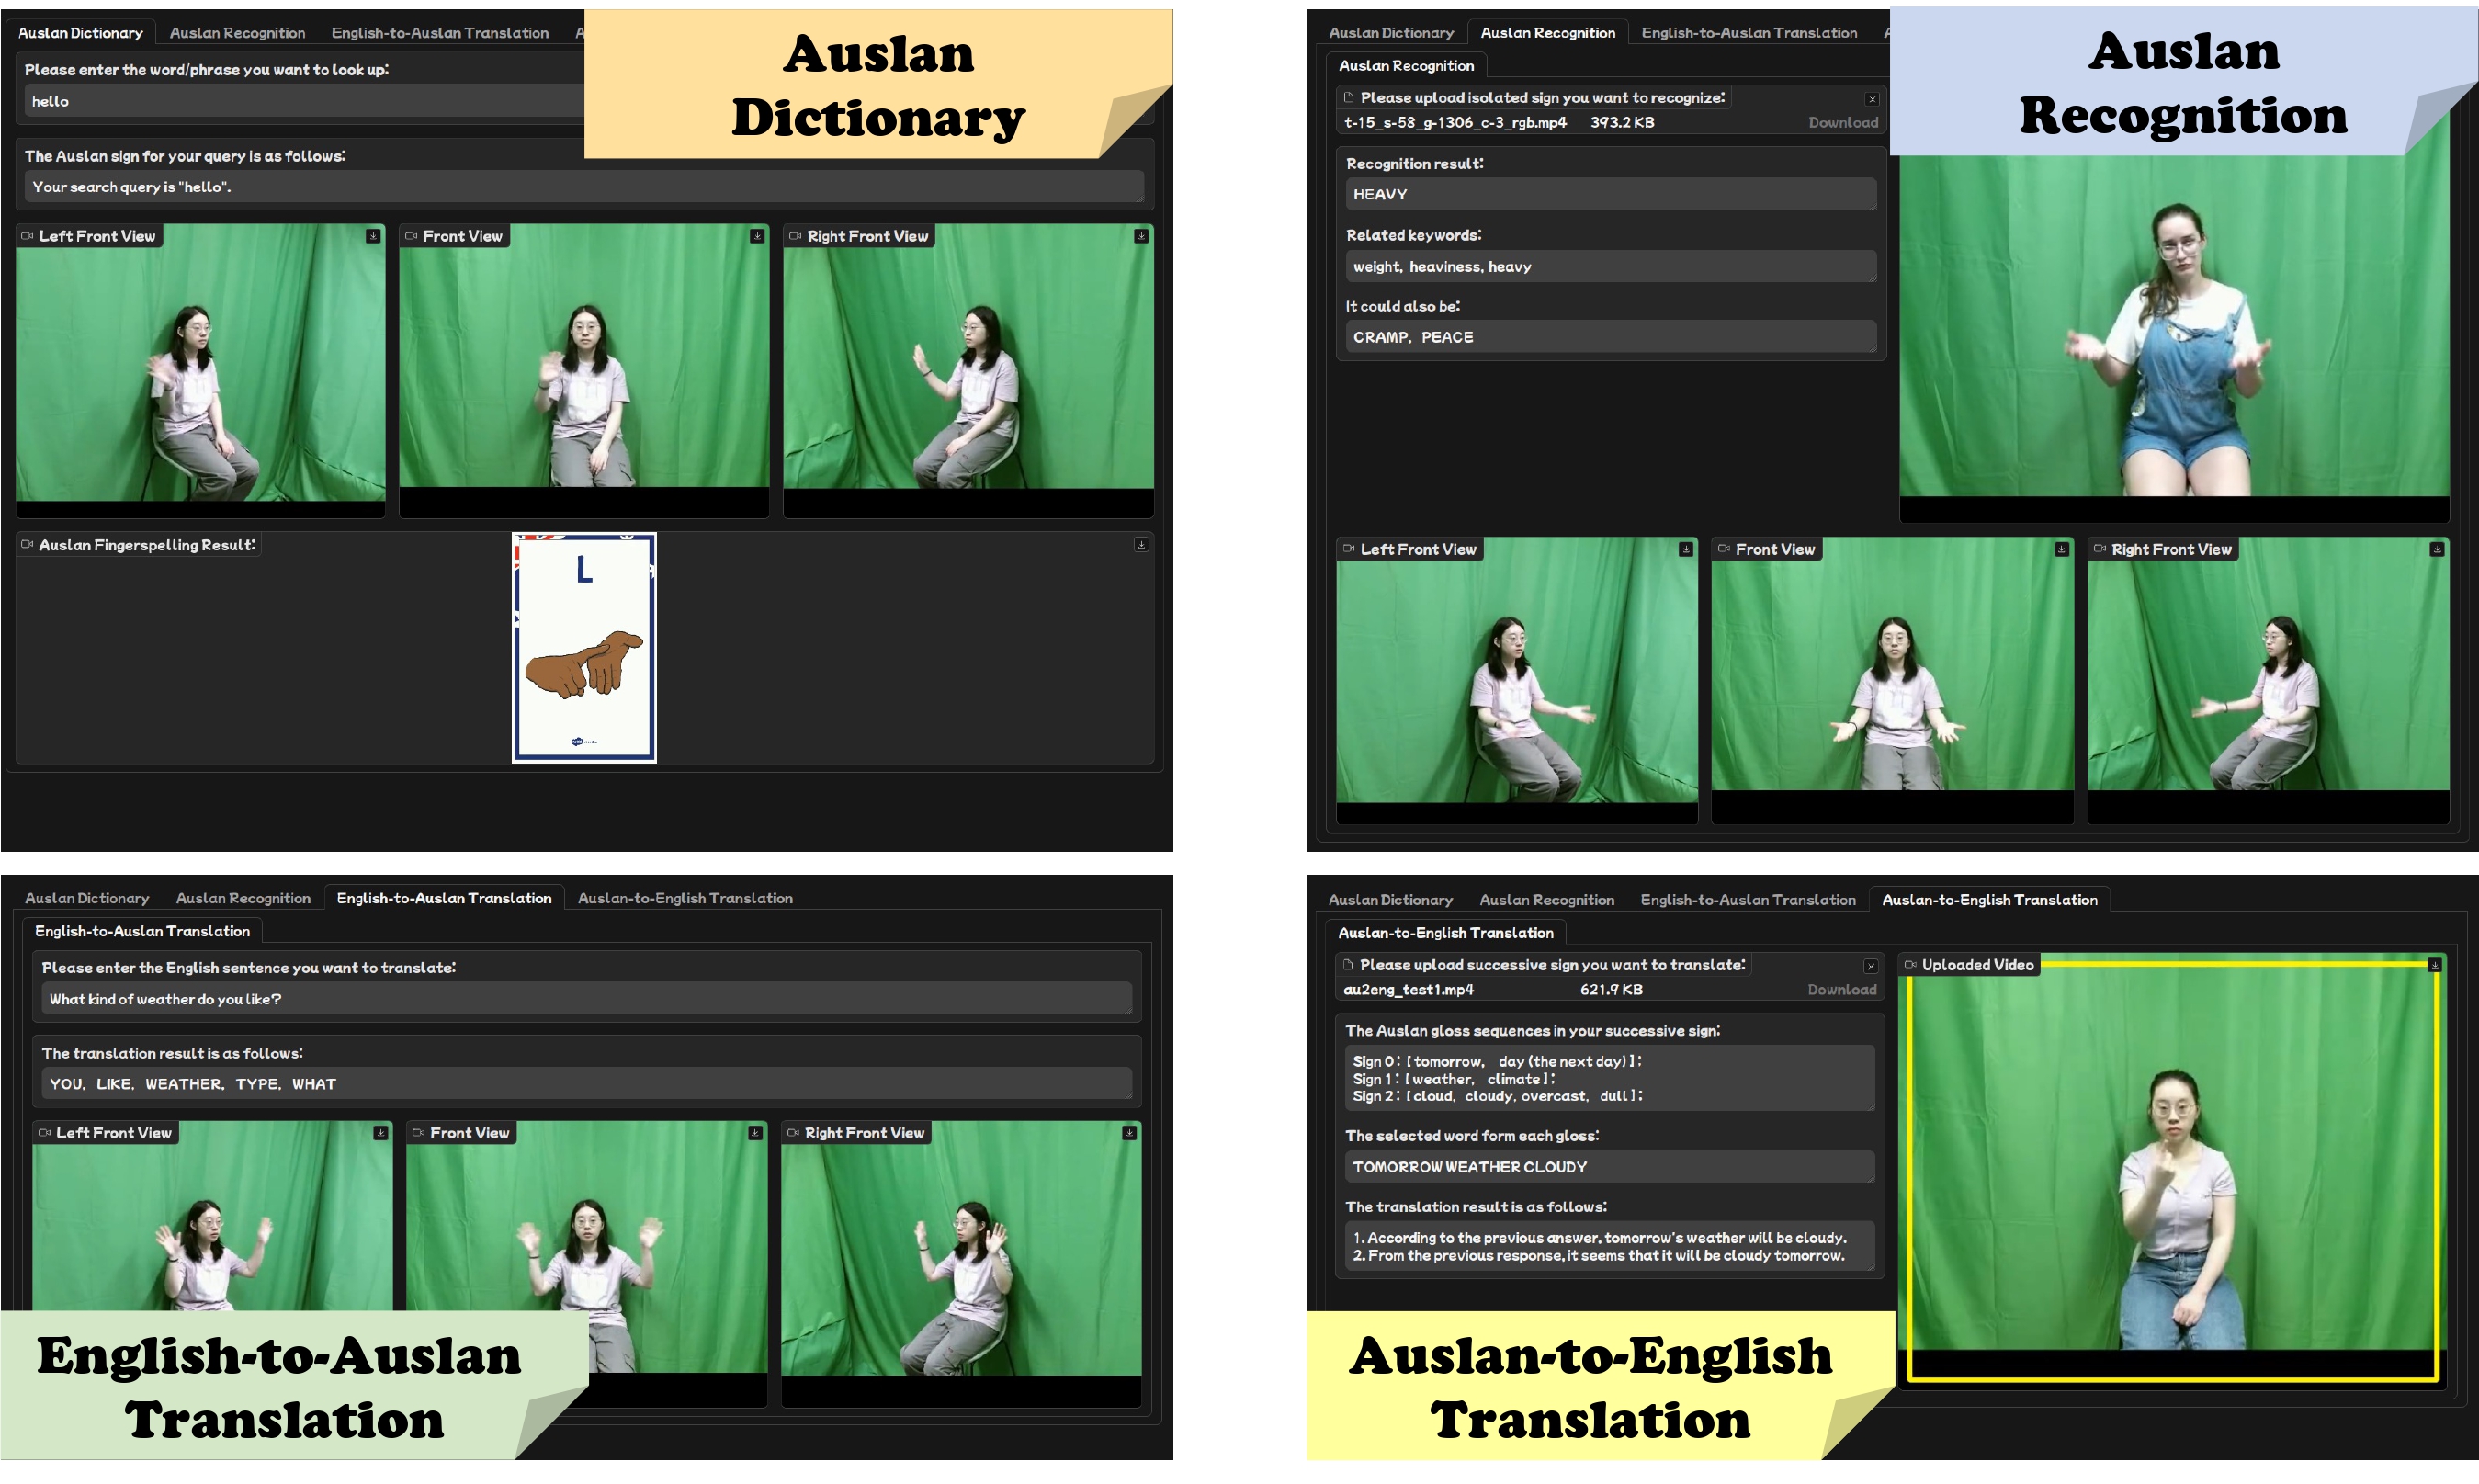 Auslan Dictionary
Auslan Recognition
English-to-Auslan Translation
A
Please enter the word/phrase you want to look up:
hello
The Auslan sign for your query is as follows:
Your search query is "hello".
Left Front View
Front View
Right Front View
Auslan Fingerspelling Result:
L
Auslan
Dictionary
Auslan Dictionary
Auslan Recognition
English-to-Auslan Translation
Auslan Recognition
Please upload isolated sign you want to recognize:
t-15_s-58_g-1306_c-3_rgb.mp4 393.2 KB Download
Recognition result:
HEAVY
Related keywords:
weight, heaviness, heavy
It could also be:
CRAMP, PEACE
Left Front View
Front View
Right Front View
Auslan
Recognition
Auslan Dictionary
Auslan Recognition
English-to-Auslan Translation
Auslan-to-English Translation
English-to-Auslan Translation
Please enter the English sentence you want to translate:
What kind of weather do you like?
The translation result is as follows:
YOU, LIKE, WEATHER, TYPE, WHAT
Left Front View
Front View
Right Front View
English-to-Auslan
Translation
Auslan Dictionary
Auslan Recognition
English-to-Auslan Translation
Auslan-to-English Translation
Auslan-to-English Translation
Please upload successive sign you want to translate:
au2eng_test1.mp4 621.9 KB Download
The Auslan gloss sequences in your successive sign:
Sign 0: [ tomorrow, day (the next day) ];
Sign 1: [ weather, climate ];
Sign 2: [ cloud, cloudy, overcast, dull ];
The selected word form each gloss:
TOMORROW WEATHER CLOUDY
The translation result is as follows:
1. According to the previous answer, tomorrow's weather will be cloudy.
2. From the previous response, it seems that it will be cloudy tomorrow.
Uploaded Video
Auslan-to-English
Translation